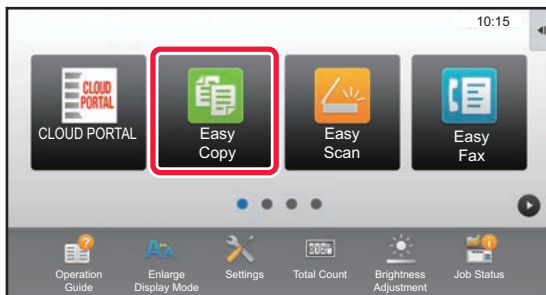 10:15
CLOUD
PORTAL
CLOUD PORTAL
Easy
Copy
Easy
Scan
Easy
Fax
Operation
Guide
Enlarge
Display Mode
Settings
Total Count
Brightness
Adjustment
Job Status